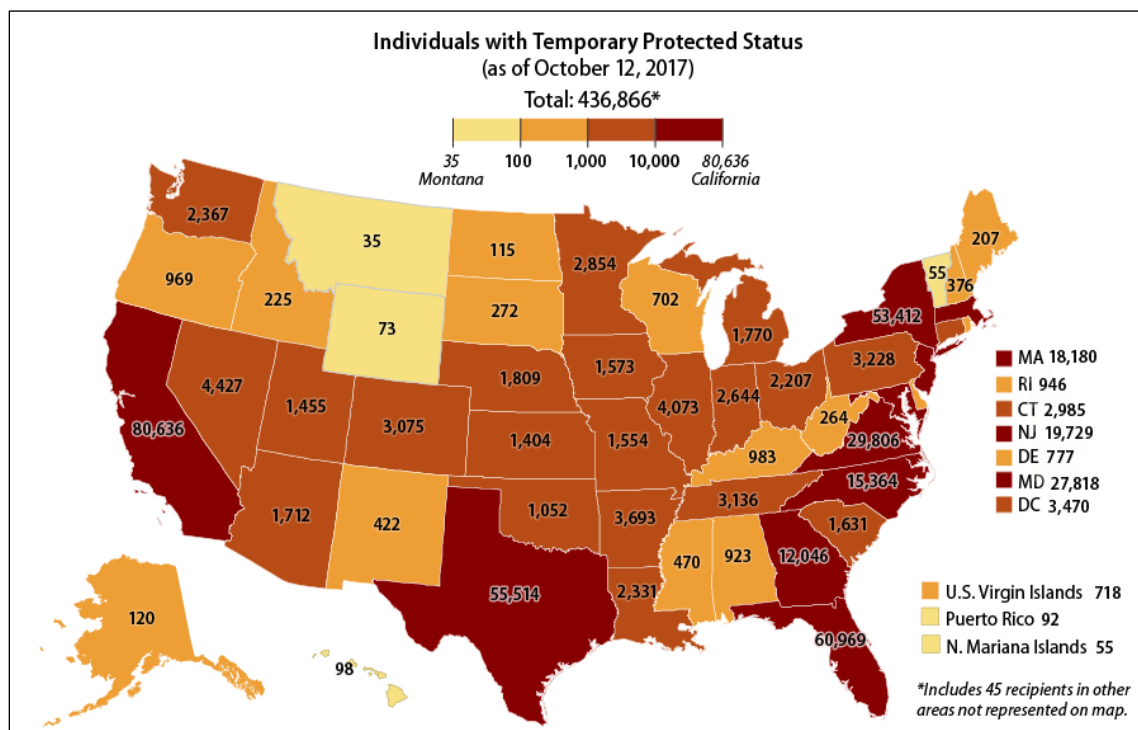 Individuals with Temporary Protected Status
(as of October 12, 2017)
Total: 436,866*
35 100 1,000 10,000 80,636
Montana California
2,367
35
115
2,854
207
55
376
969
225
73
272
702
1,770
53,412
4,427
1,455
3,075
1,809
1,573
4,073
2,644
2,207
3,228
80,636
1,404
1,554
983
264
29,806
15,364
1,712
422
1,052
3,693
3,136
1,631
55,514
2,331
470
923
12,046
60,969
120
98
MA 18,180
RI 946
CT 2,985
NJ 19,729
DE 777
MD 27,818
DC 3,470
U.S. Virgin Islands 718
Puerto Rico 92
N. Mariana Islands 55
*Includes 45 recipients in other
areas not represented on map.